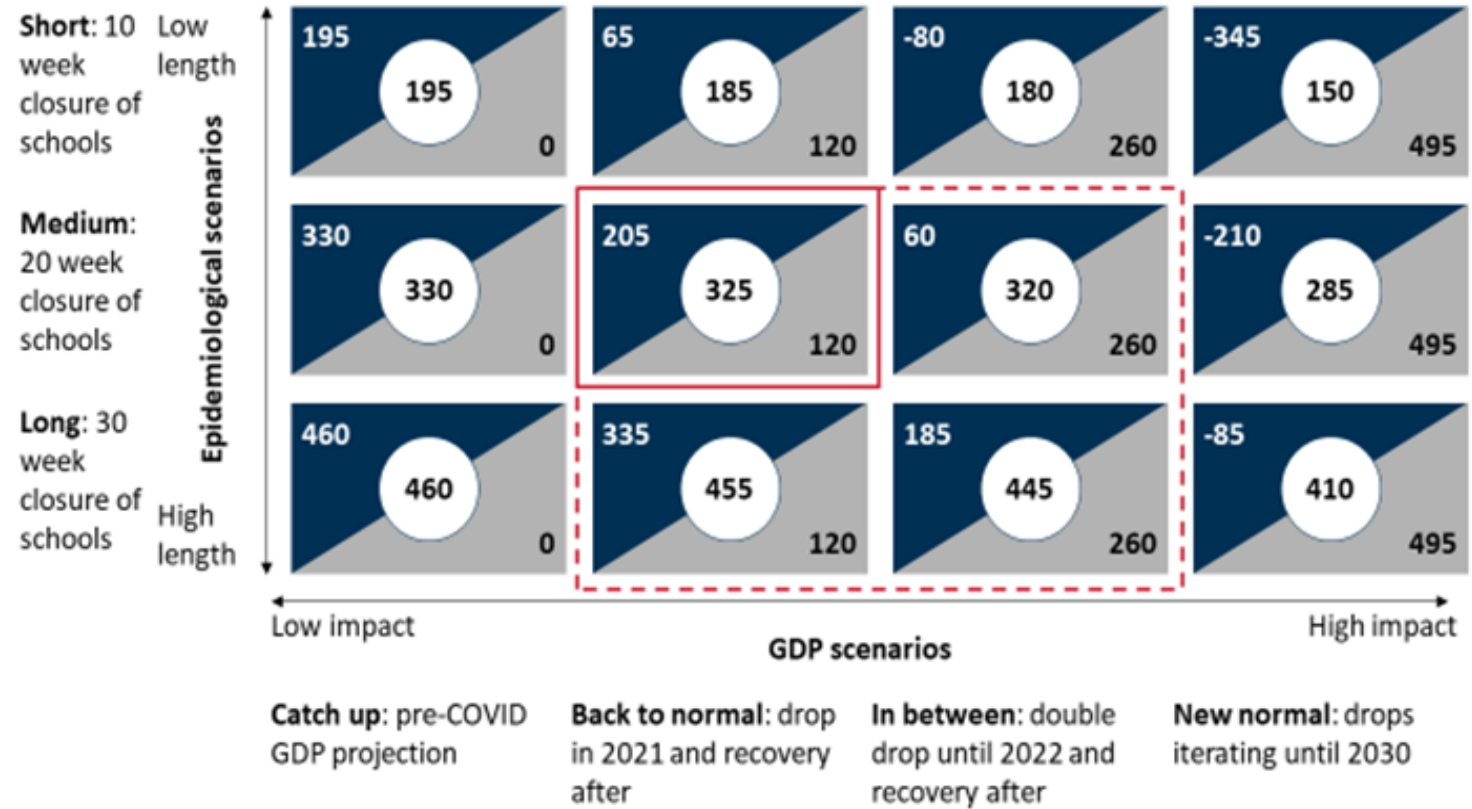 Short: 10
week
closure of
schools
Low
length
195
195
0
65
185
120
-80
180
260
-345
150
495
Epidemiological scenarios
Medium:
20 week
closure of
schools
330
330
0
205
325
120
60
320
260
-210
285
495
Long: 30
week
closure of
schools
High
length
460
460
0
335
455
120
185
445
260
-85
410
495
Low impact
High impact
GDP scenarios
Catch up: pre-COVID
GDP projection
Back to normal: drop
in 2021 and recovery
after
In between: double
drop until 2022 and
recovery after
New normal: drops
iterating until 2030